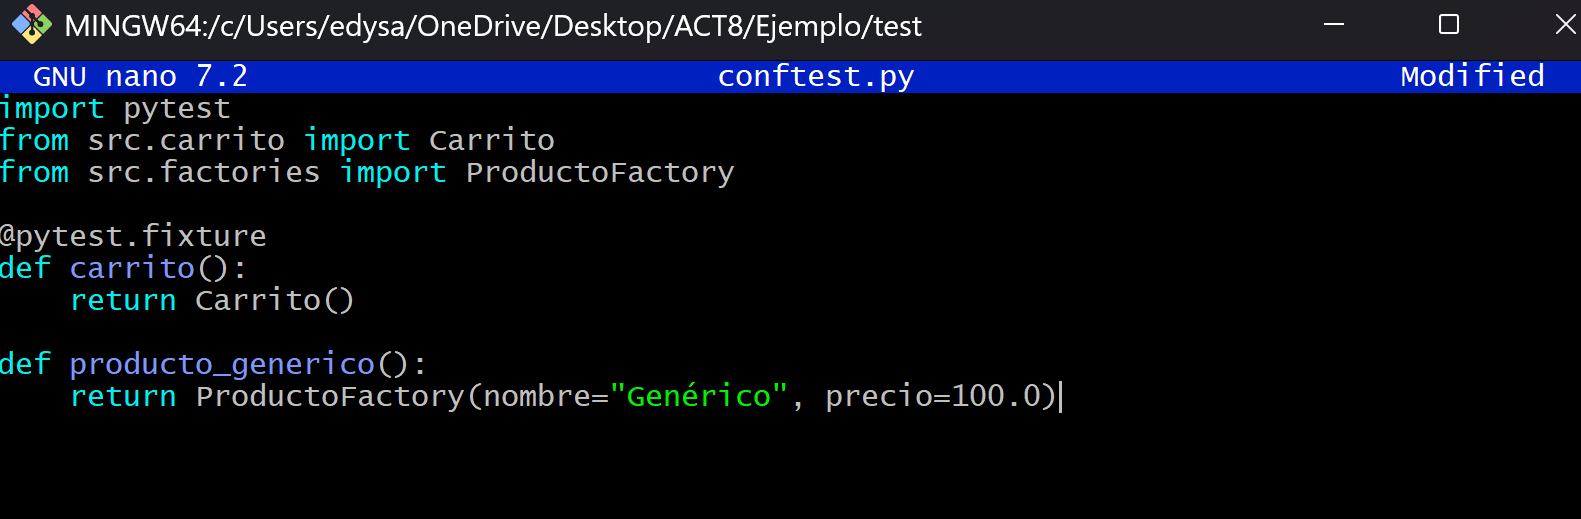 MINGW64:/c/Users/edysa/OneDrive/Desktop/ACT8/Ejemplo/test
GNU nano 7.2 conftest.py Modified
import pytest
from src.carrito import Carrito
from src.factories import ProductoFactory
@pytest.fixture
def carrito():
    return Carrito()
def producto_generico():
    return ProductoFactory(nombre="Genérico", precio=100.0)